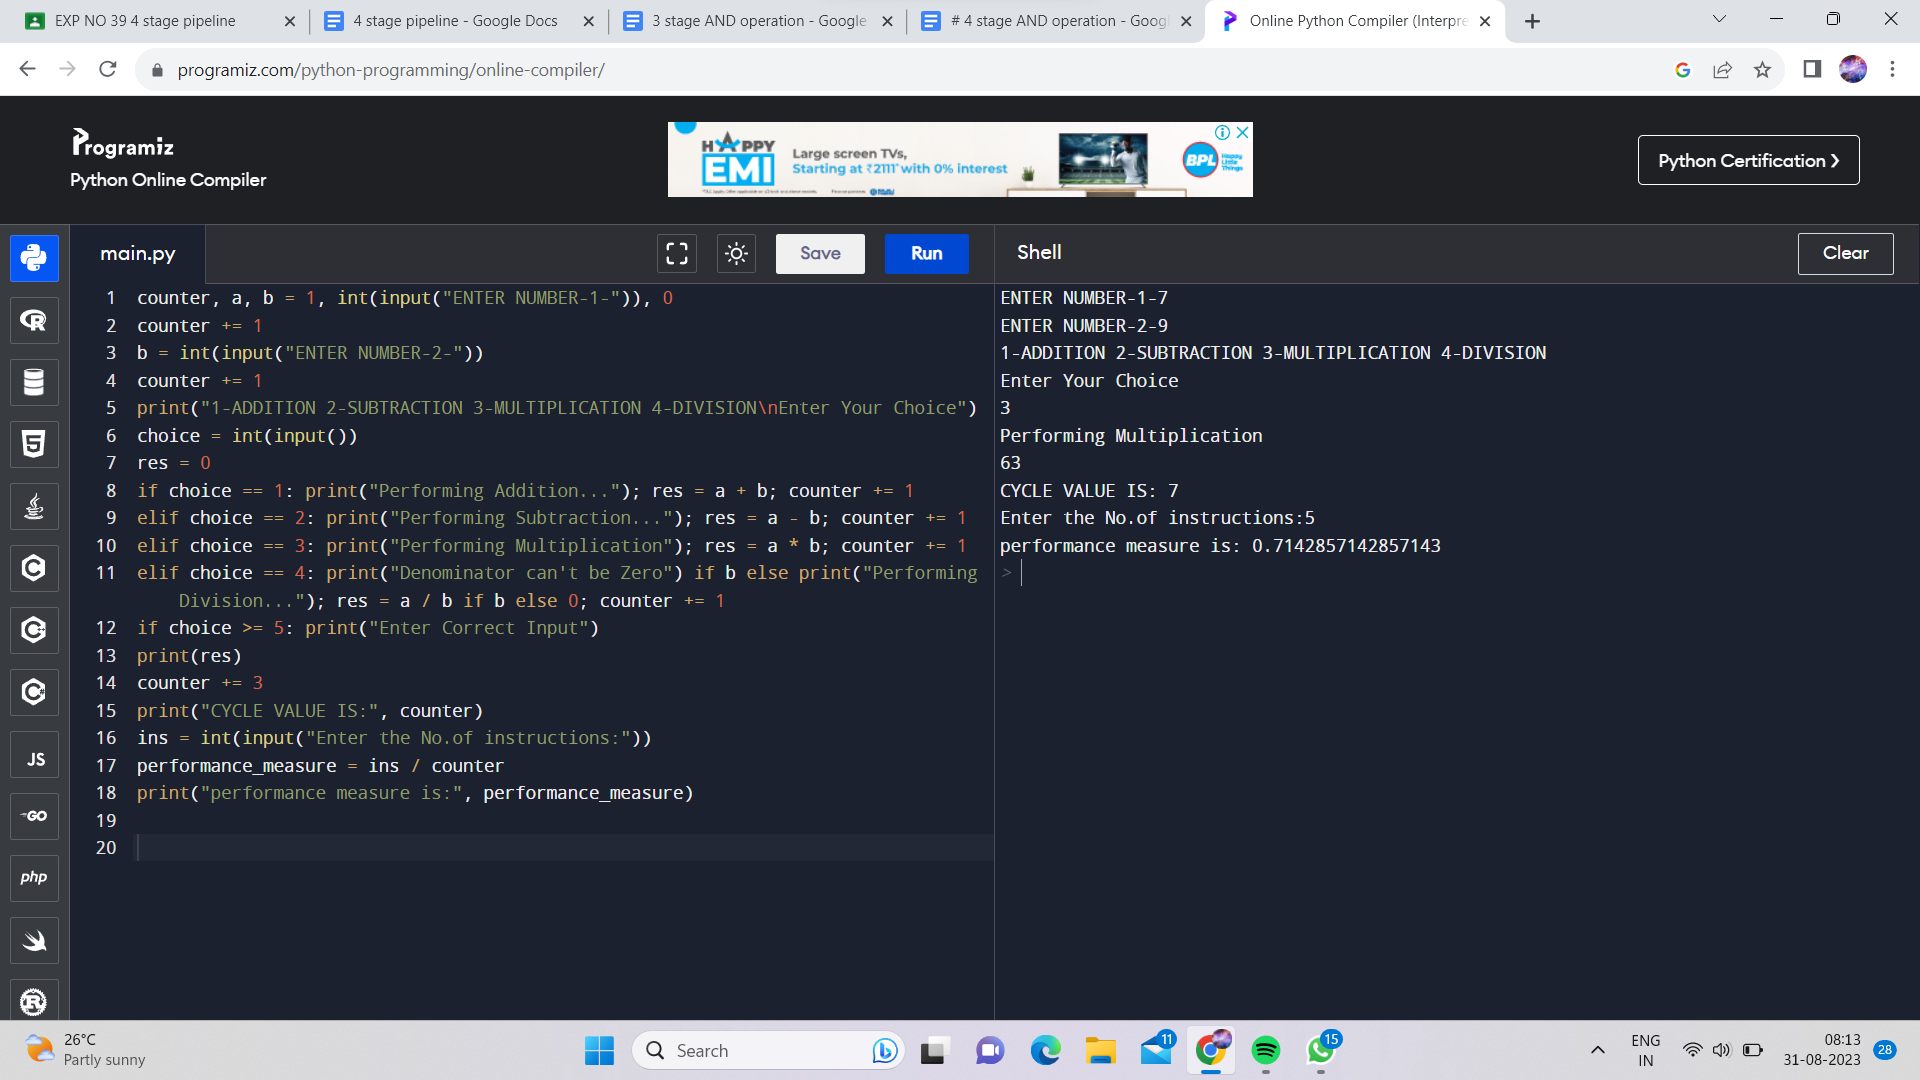 EXP NO 39 4 stage pipeline
4 stage pipeline - Google Docs
3 stage AND operation - Google
# 4 stage AND operation - Goog
Online Python Compiler (Interpre
programiz.com/python-programming/online-compiler/
Programiz
Python Online Compiler
HAPPY
EMI
Large screen TVs,
Starting at ₹2111* with 0% interest
BPL
Happy
Little
Things
Python Certification
main.py
Save
Run
Shell
Clear
1 counter, a, b = 1, int(input("ENTER NUMBER-1-")), 0
2 counter += 1
3 b = int(input("ENTER NUMBER-2-"))
4 counter += 1
5 print("1-ADDITION 2-SUBTRACTION 3-MULTIPLICATION 4-DIVISION\nEnter Your Choice")
6 choice = int(input())
7 res = 0
8 if choice == 1: print("Performing Addition..."); res = a + b; counter += 1
9 elif choice == 2: print("Performing Subtraction..."); res = a - b; counter += 1
10 elif choice == 3: print("Performing Multiplication"); res = a * b; counter += 1
11 elif choice == 4: print("Denominator can't be Zero") if b else print("Performing
Division..."); res = a / b if b else 0; counter += 1
12 if choice >= 5: print("Enter Correct Input")
13 print(res)
14 counter += 3
15 print("CYCLE VALUE IS:", counter)
16 ins = int(input("Enter the No.of instructions:"))
17 performance_measure = ins / counter
18 print("performance measure is:", performance_measure)
19
20
ENTER NUMBER-1-7
ENTER NUMBER-2-9
1-ADDITION 2-SUBTRACTION 3-MULTIPLICATION 4-DIVISION
Enter Your Choice
3
Performing Multiplication
63
CYCLE VALUE IS: 7
Enter the No.of instructions:5
performance measure is: 0.7142857142857143
>
R
5
C
C
C
JS
GO
php
R
26°C
Partly sunny
Search
11
15
ENG
IN
08:13
31-08-2023
28